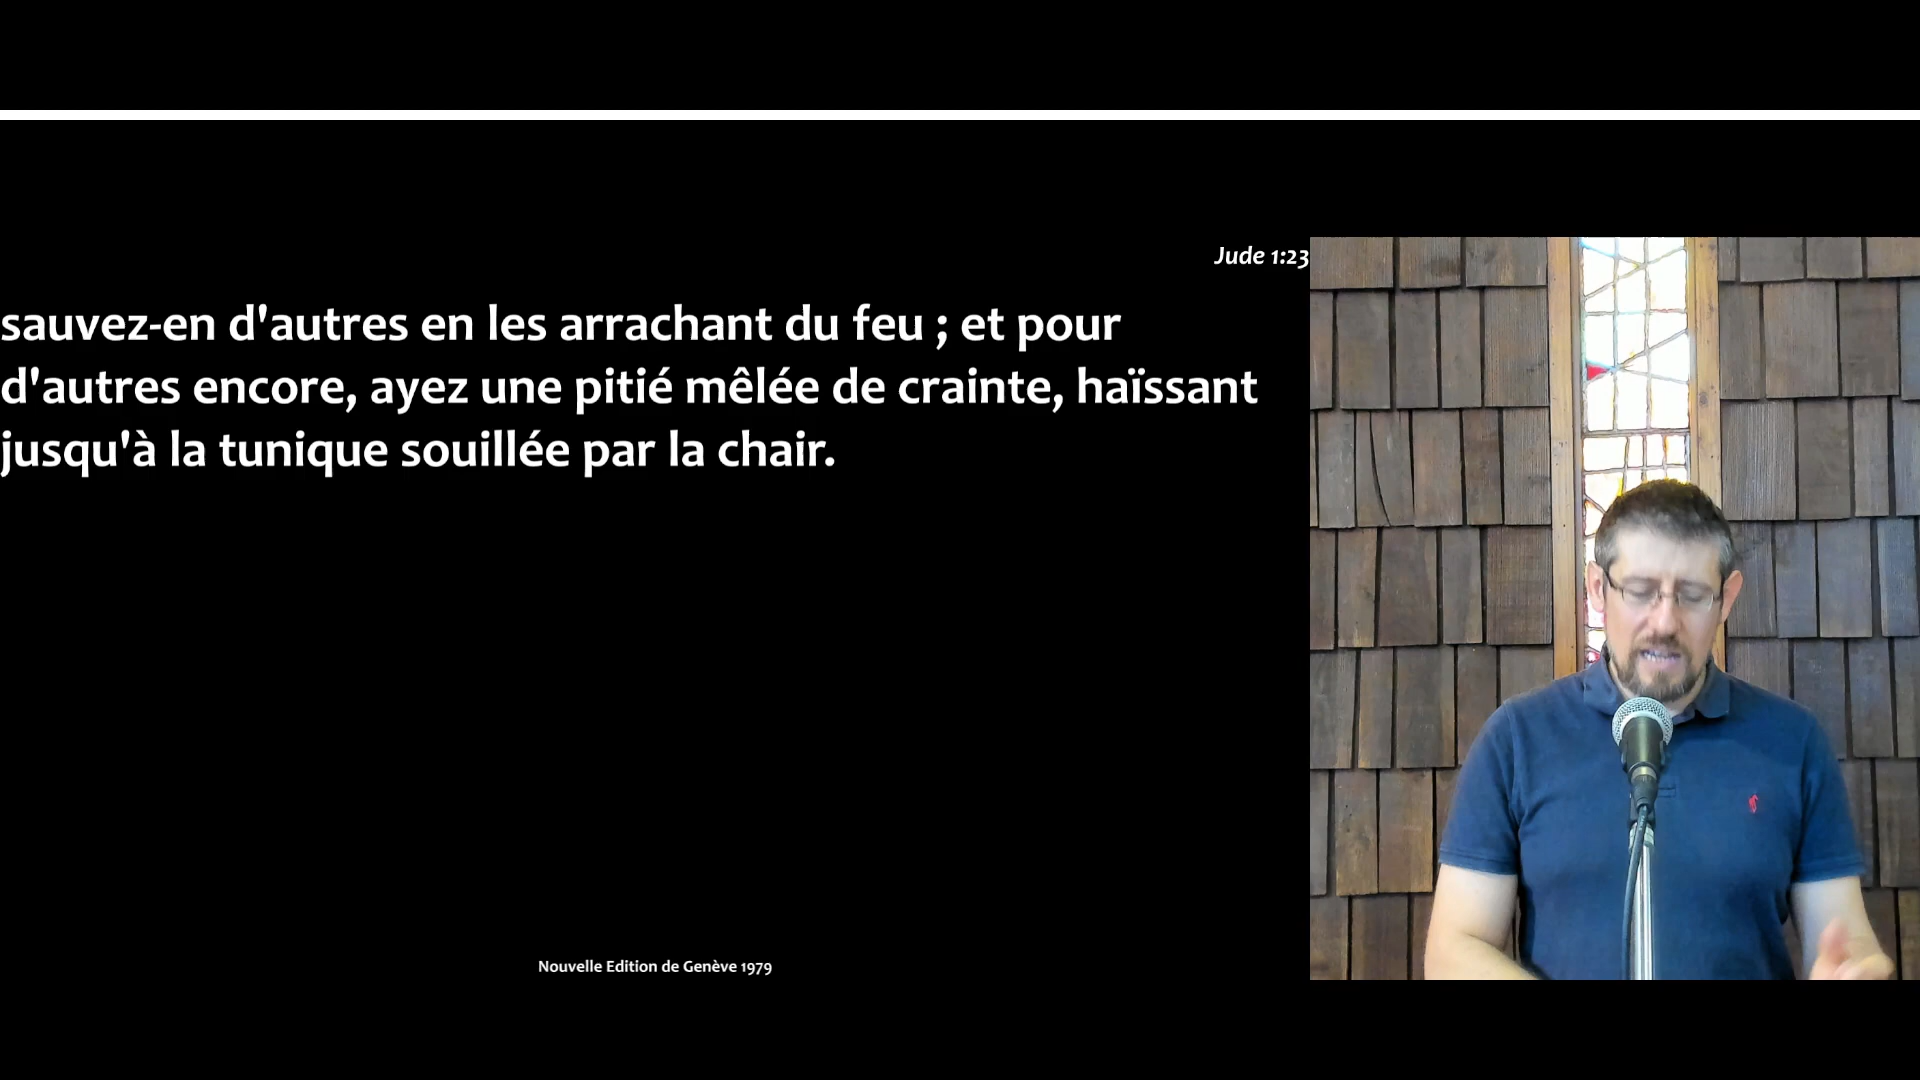 Jude 1:23
sauvez-en d'autres en les arrachant du feu ; et pour
d'autres encore, ayez une pitié mêlée de crainte, haïssant
jusqu'à la tunique souillée par la chair.
Nouvelle Edition de Genève 1979